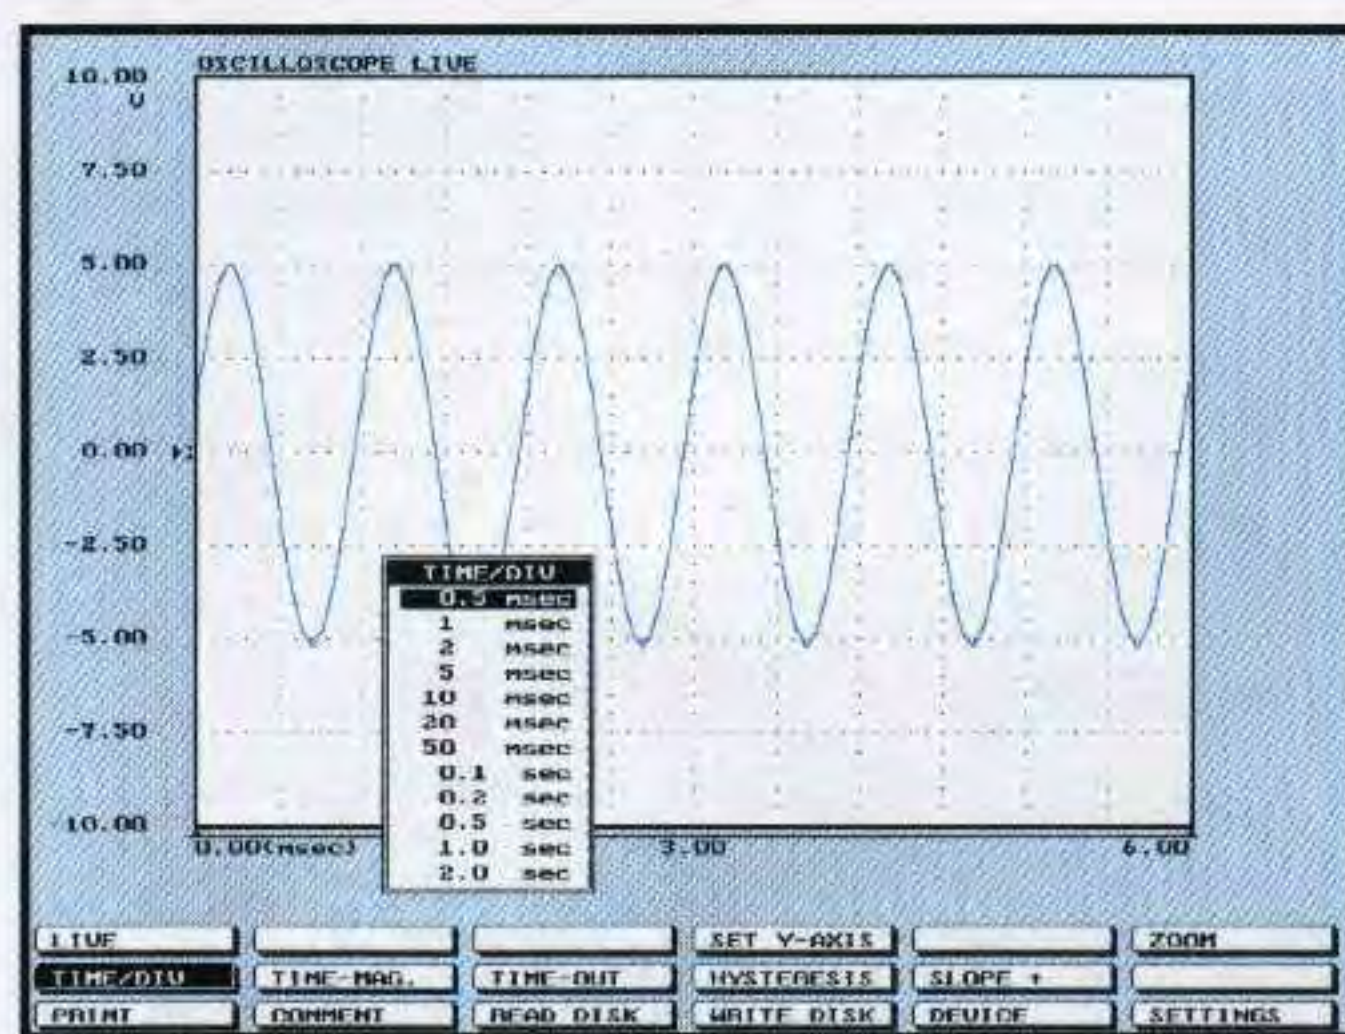 OSCILLOSCOPE LIVE
10.00
V
7.50
5.00
2.50
0.00
-2.50
-5.00
-7.50
10.00
TIME/DIV
0.5 msec
1 msec
2 msec
5 msec
10 msec
20 msec
50 msec
0.1 sec
0.2 sec
0.5 sec
1.0 sec
2.0 sec
0.00(msec) 3.00 6.00
LIVE SET Y-AXIS ZOOM
TIME/DIV TIME-MAG. TIME-OUT HYSTERESIS SLOPE +
PRINT COMMENT READ DISK WRITE DISK DEVICE SETTINGS